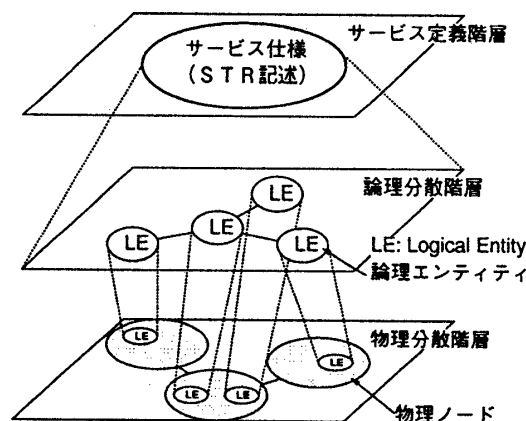 サービス仕様
(STR記述)
サービス定義階層
論理分散階層
LE
LE
LE
LE
LE: Logical Entity
論理エンティティ
物理分散階層
LE
LE
LE
LE
物理ノード